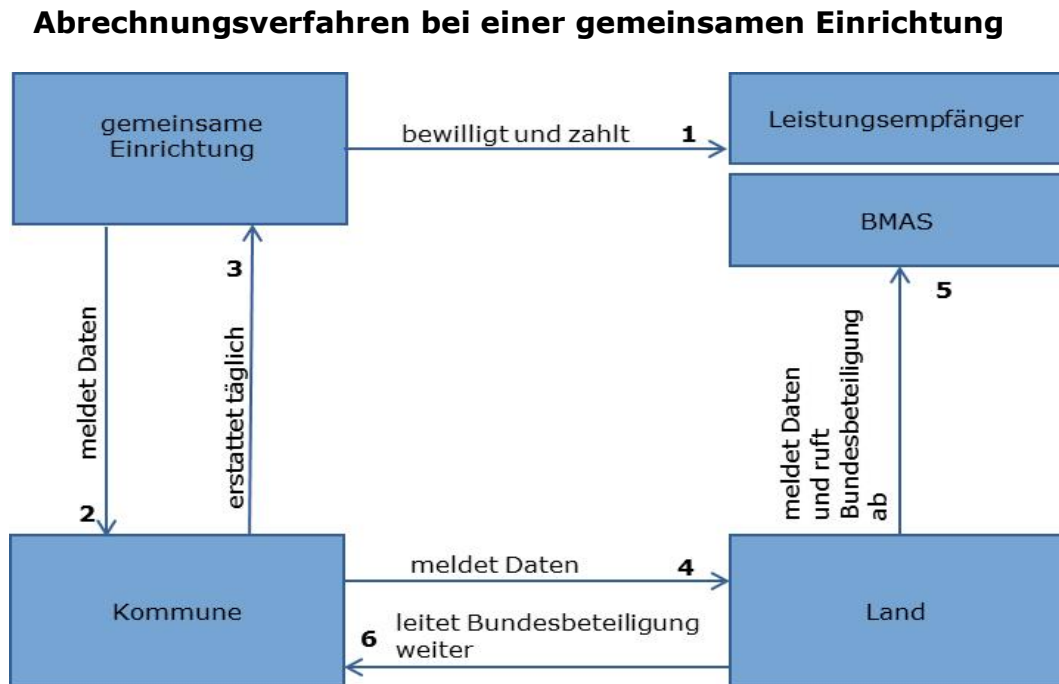 Abrechnungsverfahren bei einer gemeinsamen Einrichtung
gemeinsame
Einrichtung
bewilligt und zahlt
1
Leistungsempfänger
BMAS
meldet Daten
2
erstattet täglich
3
meldet Daten
und ruft
Bundesbeteiligung
ab
5
Kommune
meldet Daten
4
leitet Bundesbeteiligung
weiter
6
Land